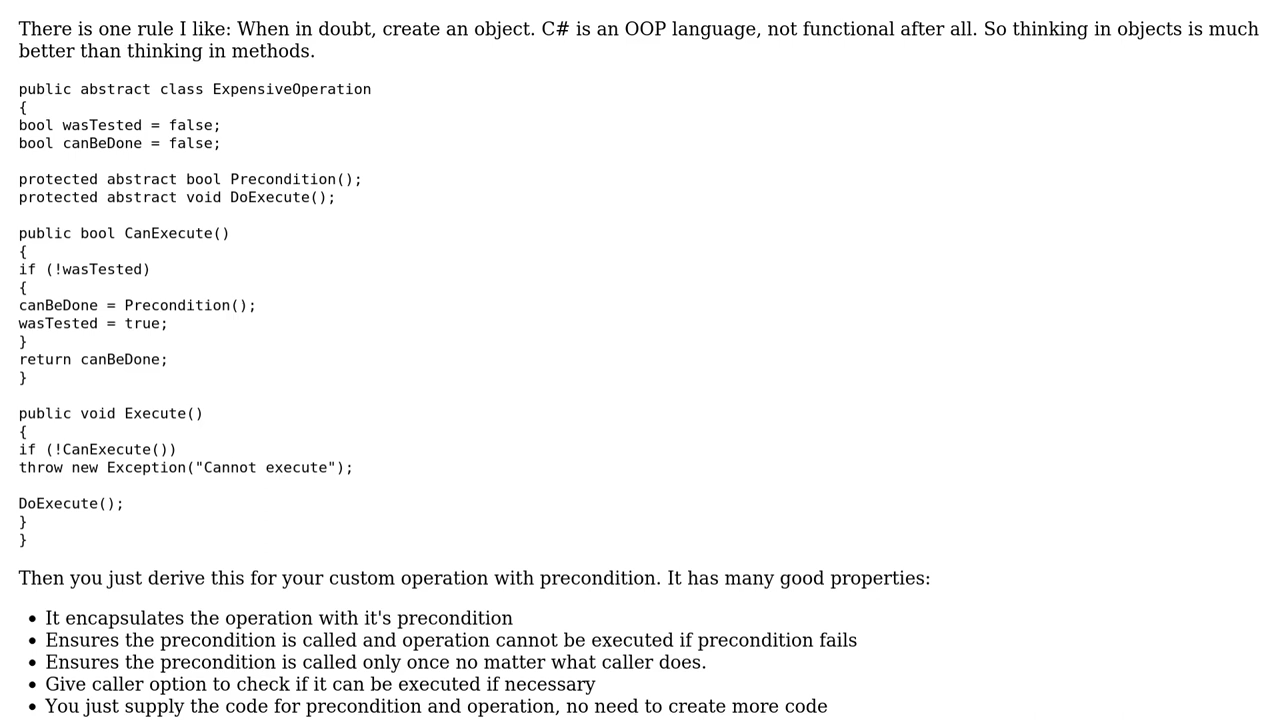 There is one rule I like: When in doubt, create an object. C# is an OOP language, not functional after all. So thinking in objects is much
better than thinking in methods.
public abstract class ExpensiveOperation
{
bool wasTested = false;
bool canBeDone = false;
protected abstract bool Precondition();
protected abstract void DoExecute();
public bool CanExecute()
{
if (!wasTested)
{
canBeDone = Precondition();
wasTested = true;
}
return canBeDone;
}
public void Execute()
{
if (!CanExecute())
throw new Exception("Cannot execute");
DoExecute();
}
}
Then you just derive this for your custom operation with precondition. It has many good properties:
• It encapsulates the operation with it's precondition
• Ensures the precondition is called and operation cannot be executed if precondition fails
• Ensures the precondition is called only once no matter what caller does.
• Give caller option to check if it can be executed if necessary
• You just supply the code for precondition and operation, no need to create more code